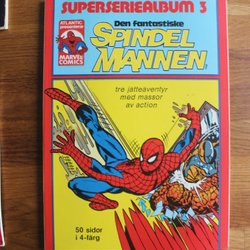 SUPERSERIEALBUM 3
ATLANTIC
presenterar
MARVEL
COMICS
Den fantastiske
SPINDEL
MANNEN
tre jätteäventyr
med massor
av action
50 sidor
i 4-färg